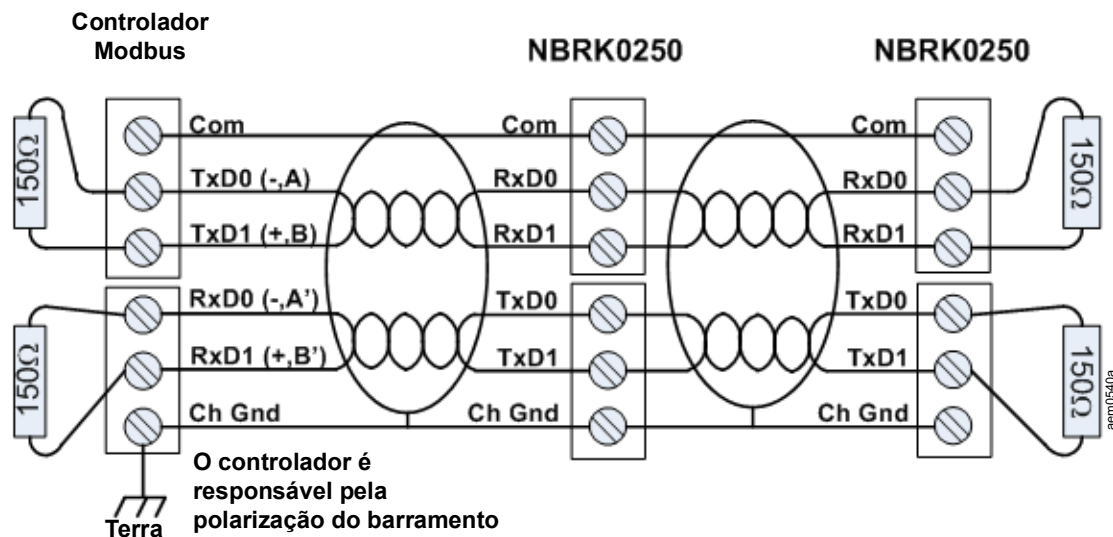 Controlador
Modbus
NBRK0250
NBRK0250
150Ω
Com
Com
Com
150Ω
TxD0 (-,A)
RxD0
RxD0
TxD1 (+,B)
RxD1
RxD1
150Ω
RxD0 (-,A')
TxD0
TxD0
150Ω
RxD1 (+,B')
TxD1
TxD1
Ch Gnd
Ch Gnd
Ch Gnd
aem0540a
O controlador é
responsável pela
polarização do barramento
Terra